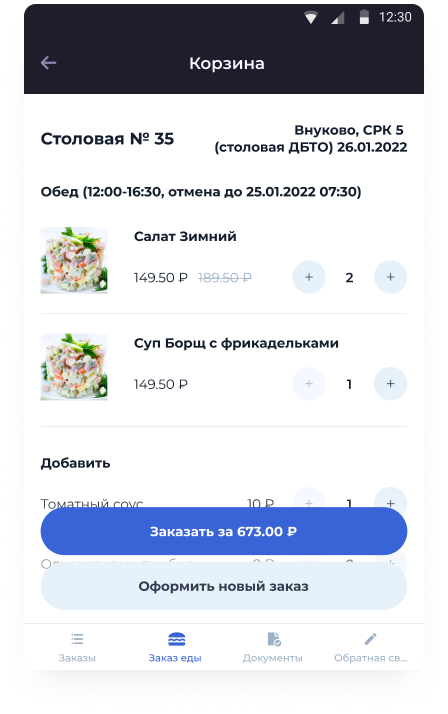 12:30
Корзина
Столовая № 35
Внуково, СРК 5
(столовая ДБТО) 26.01.2022
Обед (12:00-16:30, отмена до 25.01.2022 07:30)
Салат Зимний
149.50 ₽ 189.50 ₽ + 2 +
Суп Борщ с фрикадельками
149.50 ₽ + 1 +
Добавить
Томатный соус 10 ₽ + 1 +
Заказать за 673.00 ₽
Оформить новый заказ
Заказы Заказ еды Документы Обратная св...